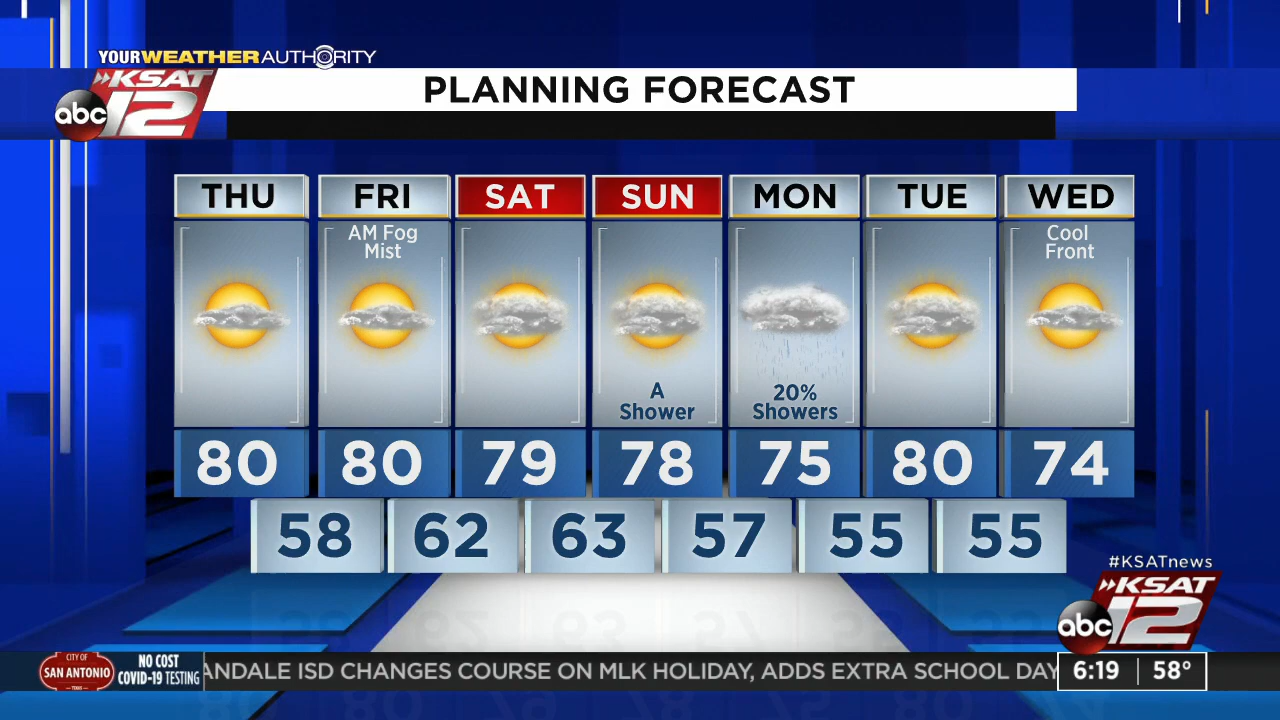 YOURWEATHERAUTHORITY
KSAT
abc
12
PLANNING FORECAST
THU FRI SAT SUN MON TUE WED
AM Fog
Mist
Cool
Front
A
Shower
20%
Showers
80 80 79 78 75 80 74
58 62 63 57 55 55
#KSATnews
KSAT
abc
12
CITY OF
SAN ANTONIO
TEXAS
NO COST
COVID-19 TESTING
ANDALE ISD CHANGES COURSE ON MLK HOLIDAY, ADDS EXTRA SCHOOL DAY
6:19 58°